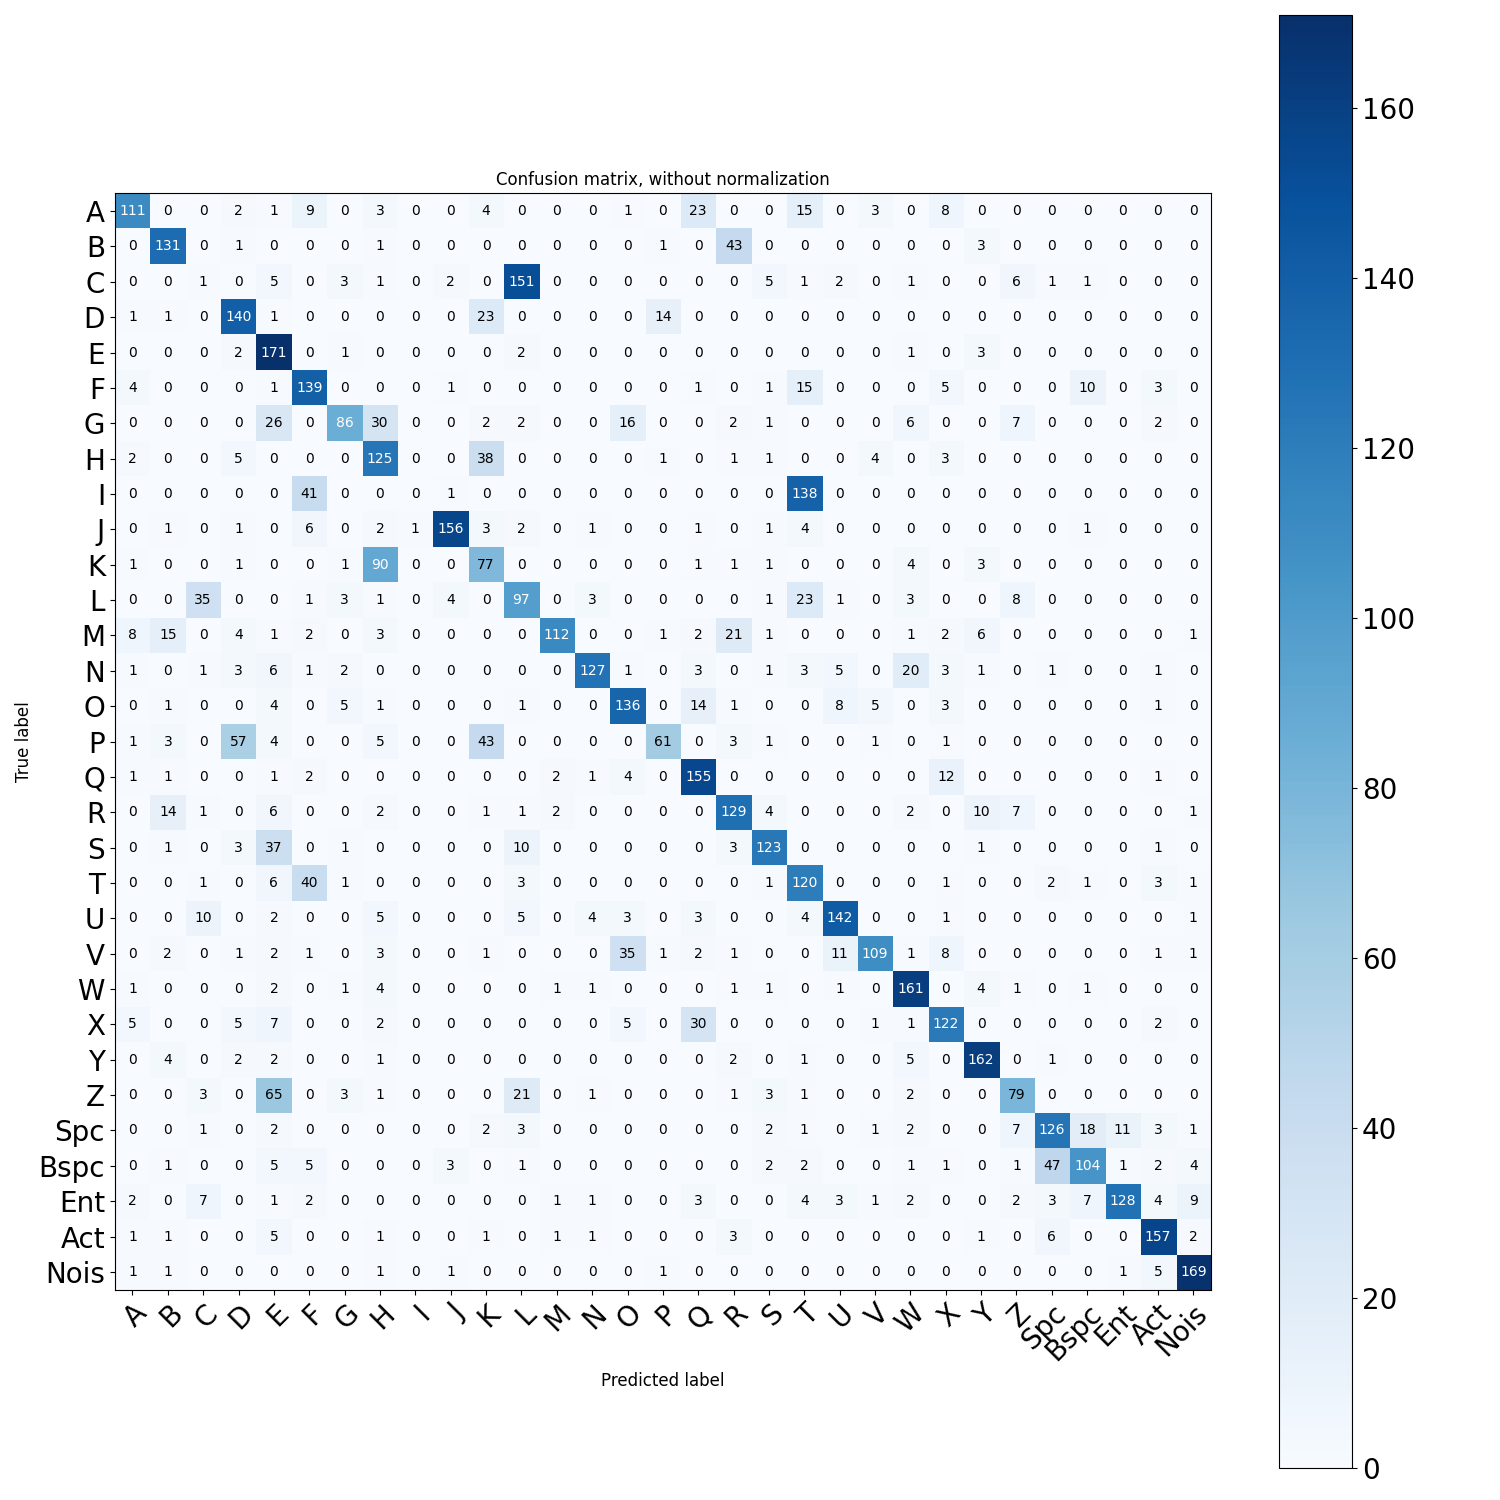 Confusion matrix, without normalization
True label
A 111 0 0 2 1 9 0 3 0 0 4 0 0 0 1 0 23 0 0 15 0 3 0 8 0 0 0 0 0 0 0
B 0 131 0 1 0 0 0 1 0 0 0 0 0 0 0 1 0 43 0 0 0 0 0 0 3 0 0 0 0 0 0
C 0 0 1 0 5 0 3 1 0 2 0 151 0 0 0 0 0 0 5 1 2 0 1 0 0 6 1 1 0 0 0
D 1 1 0 140 1 0 0 0 0 0 23 0 0 0 0 14 0 0 0 0 0 0 0 0 0 0 0 0 0 0 0
E 0 0 0 2 171 0 1 0 0 0 0 2 0 0 0 0 0 0 0 0 0 0 1 0 3 0 0 0 0 0 0
F 4 0 0 0 1 139 0 0 0 1 0 0 0 0 0 0 1 0 1 15 0 0 0 5 0 0 0 10 0 3 0
G 0 0 0 0 26 0 86 30 0 0 2 2 0 0 16 0 0 2 1 0 0 0 6 0 0 7 0 0 0 2 0
H 2 0 0 5 0 0 0 125 0 0 38 0 0 0 0 1 0 1 1 0 0 4 0 3 0 0 0 0 0 0 0
I 0 0 0 0 0 41 0 0 0 1 0 0 0 0 0 0 0 0 0 138 0 0 0 0 0 0 0 0 0 0 0
J 0 1 0 1 0 6 0 2 1 156 3 2 0 1 0 0 1 0 1 4 0 0 0 0 0 0 0 1 0 0 0
K 1 0 0 1 0 0 1 90 0 0 77 0 0 0 0 0 1 1 1 0 0 0 4 0 3 0 0 0 0 0 0
L 0 0 35 0 0 1 3 1 0 4 0 97 0 3 0 0 0 0 1 23 1 0 3 0 0 8 0 0 0 0 0
M 8 15 0 4 1 2 0 3 0 0 0 0 112 0 0 1 2 21 1 0 0 0 1 2 6 0 0 0 0 0 1
N 1 0 1 3 6 1 2 0 0 0 0 0 0 127 1 0 3 0 1 3 5 0 20 3 1 0 1 0 0 1 0
O 0 1 0 0 4 0 5 1 0 0 0 1 0 0 136 0 14 1 0 0 8 5 0 3 0 0 0 0 0 1 0
P 1 3 0 57 4 0 0 5 0 0 43 0 0 0 0 61 0 3 1 0 0 1 0 1 0 0 0 0 0 0 0
Q 1 1 0 0 1 2 0 0 0 0 0 0 2 1 4 0 155 0 0 0 0 0 0 12 0 0 0 0 0 1 0
R 0 14 1 0 6 0 0 2 0 0 1 1 2 0 0 0 0 129 4 0 0 0 2 0 10 7 0 0 0 0 1
S 0 1 0 3 37 0 1 0 0 0 0 10 0 0 0 0 0 3 123 0 0 0 0 0 1 0 0 0 0 1 0
T 0 0 1 0 6 40 1 0 0 0 0 3 0 0 0 0 0 0 1 120 0 0 0 1 0 0 2 1 0 3 1
U 0 0 10 0 2 0 0 5 0 0 0 5 0 4 3 0 3 0 0 4 142 0 0 1 0 0 0 0 0 0 1
V 0 2 0 1 2 1 0 3 0 0 1 0 0 0 35 1 2 1 0 0 11 109 1 8 0 0 0 0 0 1 1
W 1 0 0 0 2 0 1 4 0 0 0 0 1 1 0 0 0 1 1 0 1 0 161 0 4 1 0 1 0 0 0
X 5 0 0 5 7 0 0 2 0 0 0 0 0 0 5 0 30 0 0 0 0 1 1 122 0 0 0 0 0 2 0
Y 0 4 0 2 2 0 0 1 0 0 0 0 0 0 0 0 0 2 0 1 0 0 5 0 162 0 1 0 0 0 0
Z 0 0 3 0 65 0 3 1 0 0 0 21 0 1 0 0 0 1 3 1 0 0 2 0 0 79 0 0 0 0 0
Spc 0 0 1 0 2 0 0 0 0 0 2 3 0 0 0 0 0 0 2 1 0 1 2 0 0 7 126 18 11 3 1
Bspc 0 1 0 0 5 5 0 0 0 3 0 1 0 0 0 0 0 0 2 2 0 0 1 1 0 1 47 104 1 2 4
Ent 2 0 7 0 1 2 0 0 0 0 0 0 1 1 0 0 3 0 0 4 3 1 2 0 0 2 3 7 128 4 9
Act 1 1 0 0 5 0 0 1 0 0 1 0 1 1 0 0 0 3 0 0 0 0 0 0 1 0 6 0 0 157 2
Nois 1 1 0 0 0 0 0 1 0 1 0 0 0 0 0 1 0 0 0 0 0 0 0 0 0 0 0 0 1 5 169
A B C D E F G H I J K L M N O P Q R S T U V W X Y Z Spc Bspc Ent Act Nois
Predicted label
160
140
120
100
80
60
40
20
0